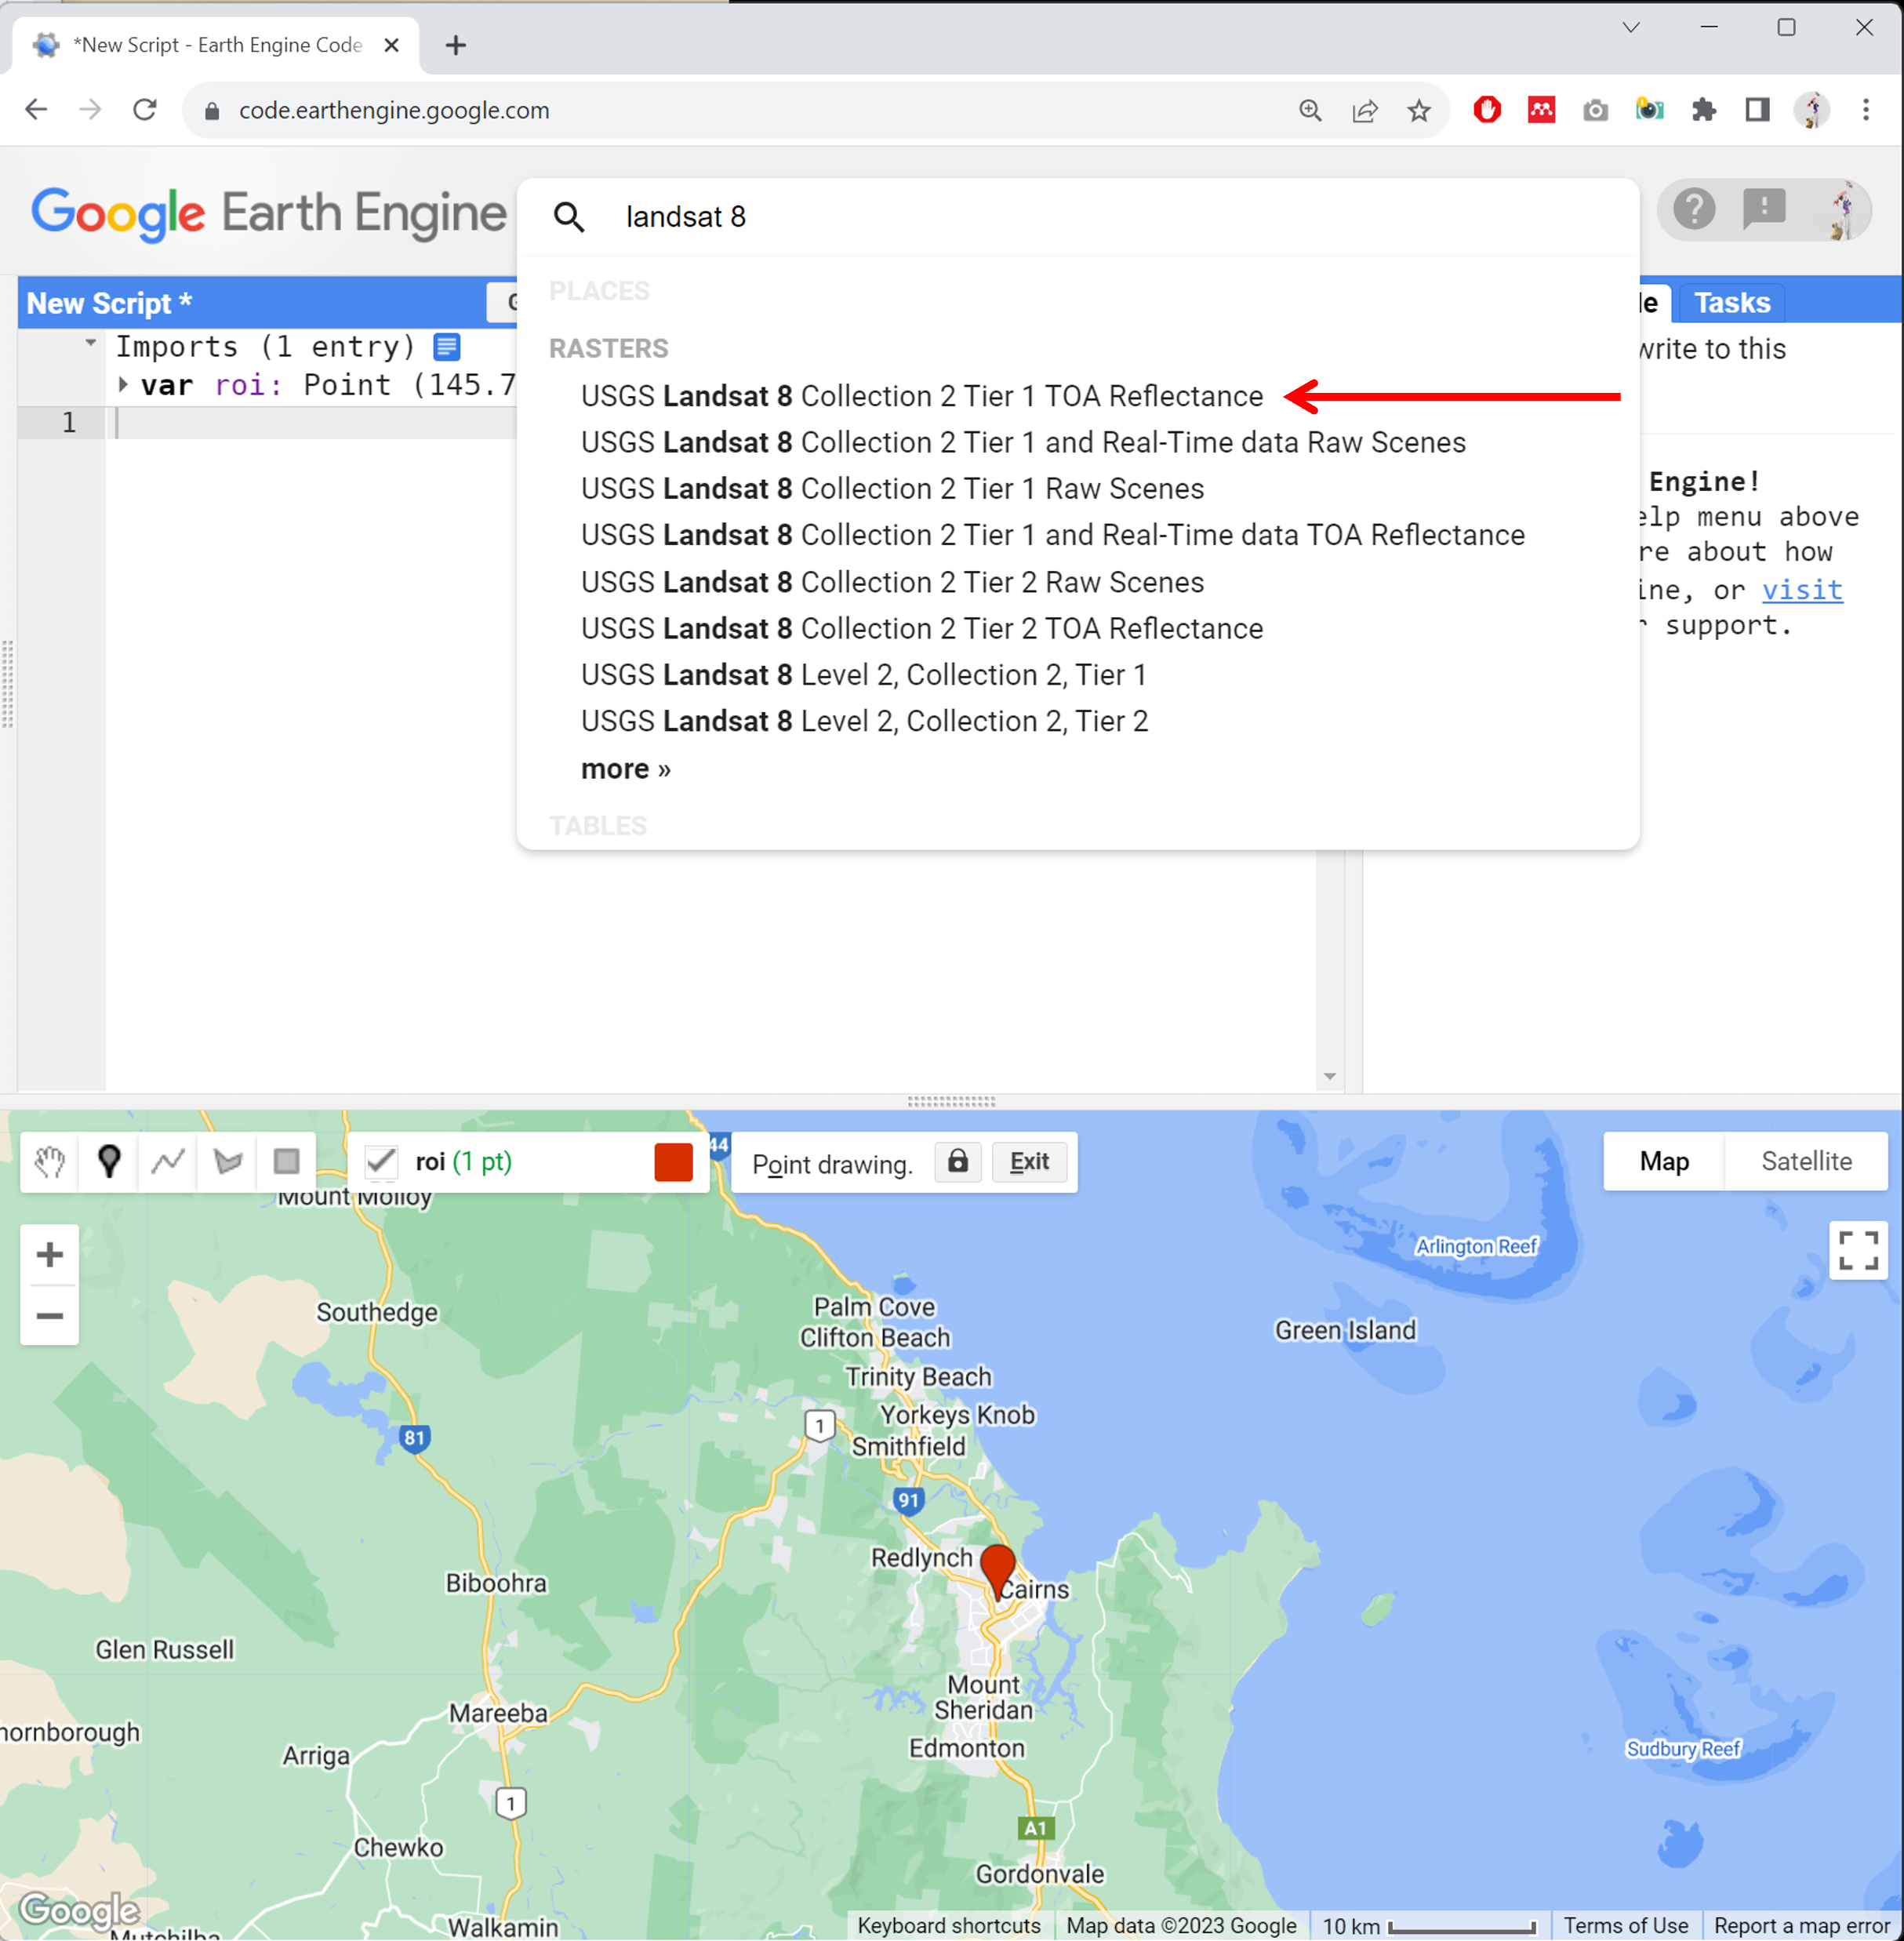 *New Script - Earth Engine Code
code.earthengine.google.com
Google Earth Engine
landsat 8
New Script *
Tasks
PLACES
RASTERS
USGS Landsat 8 Collection 2 Tier 1 TOA Reflectance
USGS Landsat 8 Collection 2 Tier 1 and Real-Time data Raw Scenes
USGS Landsat 8 Collection 2 Tier 1 Raw Scenes
USGS Landsat 8 Collection 2 Tier 1 and Real-Time data TOA Reflectance
USGS Landsat 8 Collection 2 Tier 2 Raw Scenes
USGS Landsat 8 Collection 2 Tier 2 TOA Reflectance
USGS Landsat 8 Level 2, Collection 2, Tier 1
USGS Landsat 8 Level 2, Collection 2, Tier 2
more »
TABLES
Imports (1 entry)
var roi: Point (145.7
1
write to this
Engine!
elp menu above
re about how
ine, or visit
r support.
roi (1 pt)
44
Point drawing.
Exit
Map
Satellite
Mount Molloy
Arlington Reef
Southedge
Palm Cove
Clifton Beach
Green Island
Trinity Beach
Yorkeys Knob
1
81
Smithfield
91
Redlynch
Cairns
Biboohra
Glen Russell
Mount
Sheridan
Mareeba
hornborough
Edmonton
Sudbury Reef
Arriga
1
A1
Chewko
Gordonvale
Google
Walkamin
Mutchilba
Keyboard shortcuts
Map data ©2023 Google
10 km
Terms of Use
Report a map error